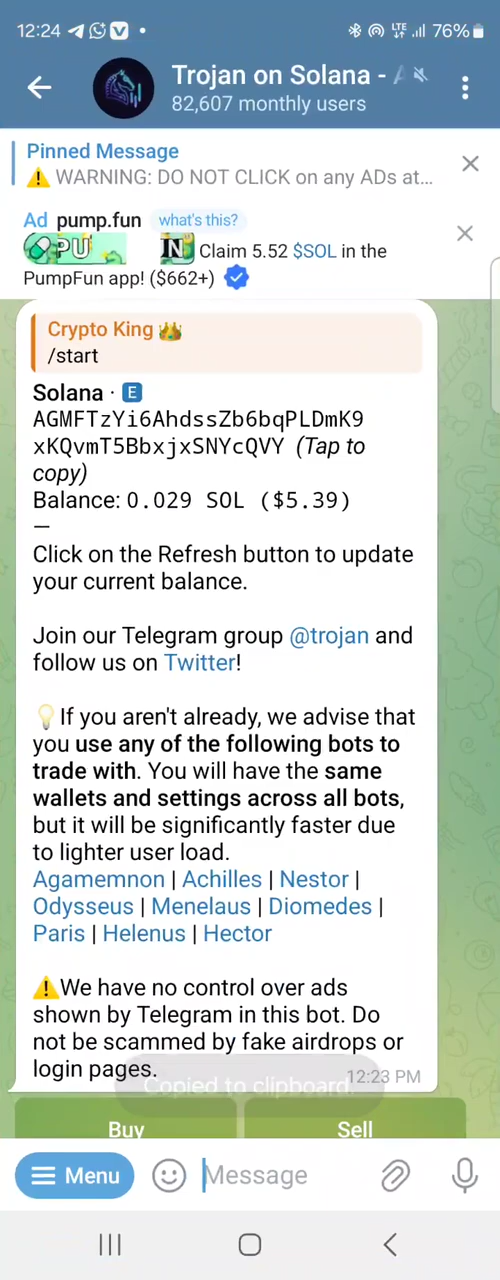 12:24 76%
Trojan on Solana -
82,607 monthly users
Pinned Message
⚠️ WARNING: DO NOT CLICK on any ADs at...
Ad pump.fun what's this?
PU N Claim 5.52 $SOL in the
PumpFun app! ($662+)
Crypto King 👑
/start
Solana · E
AGMFTzYi6AhdssZb6bqPLDmK9
xKQvmT5BbxjxSNYcQVY (Tap to
copy)
Balance: 0.029 SOL ($5.39)
—
Click on the Refresh button to update
your current balance.
Join our Telegram group @trojan and
follow us on Twitter!
💡If you aren't already, we advise that
you use any of the following bots to
trade with. You will have the same
wallets and settings across all bots,
but it will be significantly faster due
to lighter user load.
Agamemnon | Achilles | Nestor |
Odysseus | Menelaus | Diomedes |
Paris | Helenus | Hector
⚠️We have no control over ads
shown by Telegram in this bot. Do
not be scammed by fake airdrops or
login pages.
12:23 PM
Copied to clipboard.
Buy Sell
Menu Message